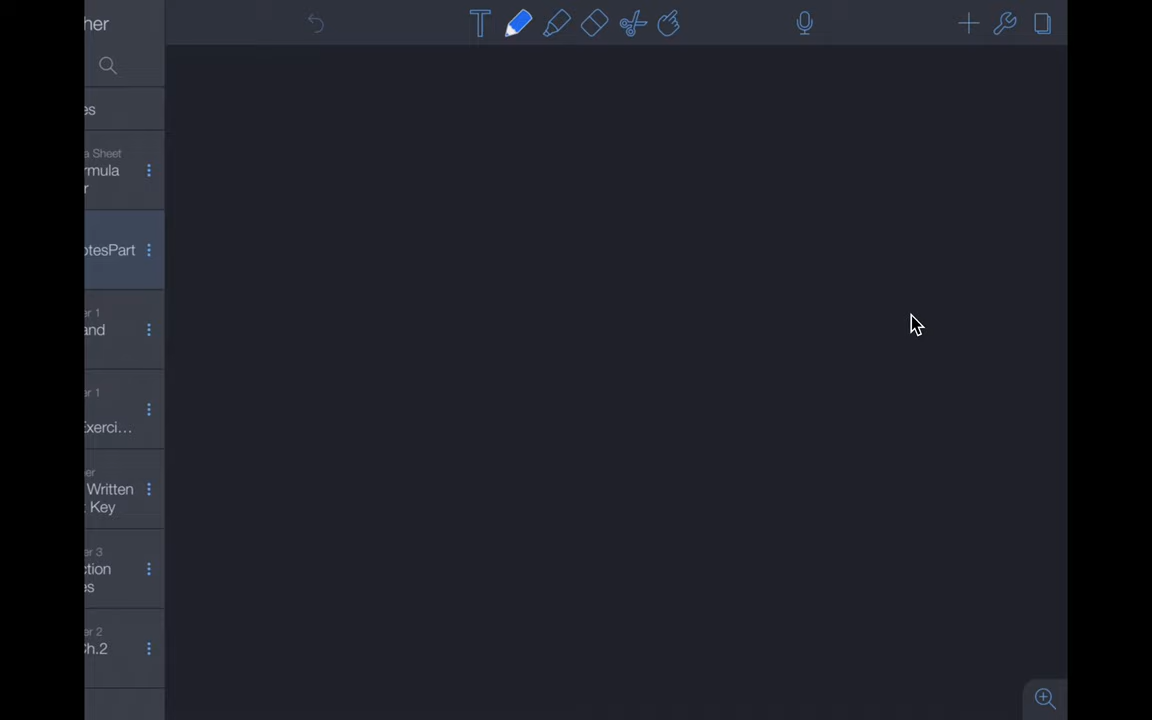 her
es
a Sheet
rmula
r
otesPart
er 1
and
er 1
Exerci...
er
Written
Key
er 3
ction
es
er 2
Ch.2